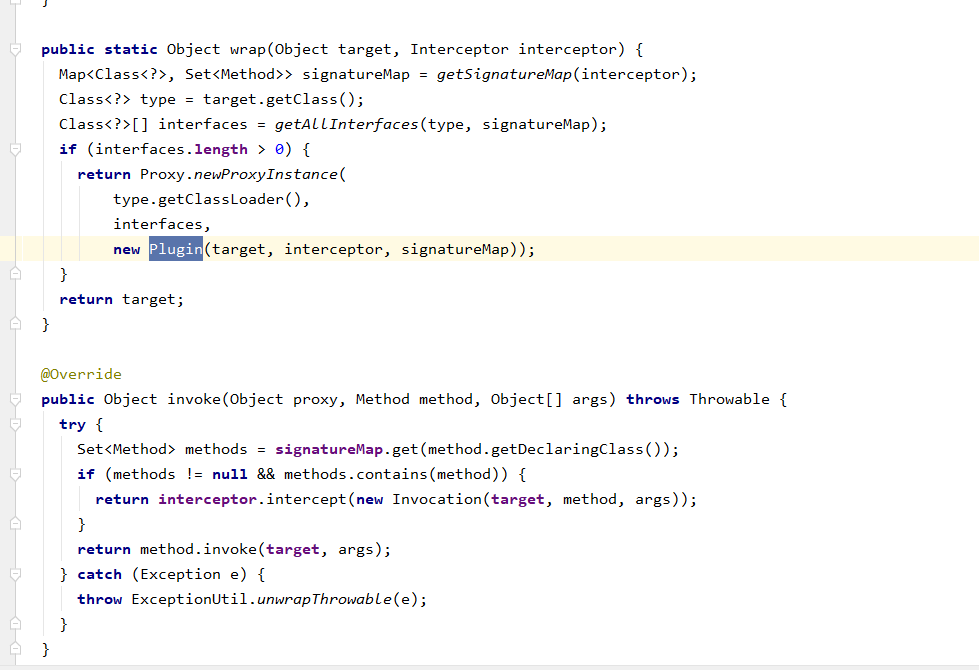 }
public static Object wrap(Object target, Interceptor interceptor) {
Map<Class<?>, Set<Method>> signatureMap = getSignatureMap(interceptor);
Class<?> type = target.getClass();
Class<?>[] interfaces = getAllInterfaces(type, signatureMap);
if (interfaces.length > 0) {
return Proxy.newProxyInstance(
type.getClassLoader(),
interfaces,
new Plugin(target, interceptor, signatureMap));
}
return target;
}
@Override
public Object invoke(Object proxy, Method method, Object[] args) throws Throwable {
try {
Set<Method> methods = signatureMap.get(method.getDeclaringClass());
if (methods != null && methods.contains(method)) {
return interceptor.intercept(new Invocation(target, method, args));
}
return method.invoke(target, args);
} catch (Exception e) {
throw ExceptionUtil.unwrapThrowable(e);
}
}